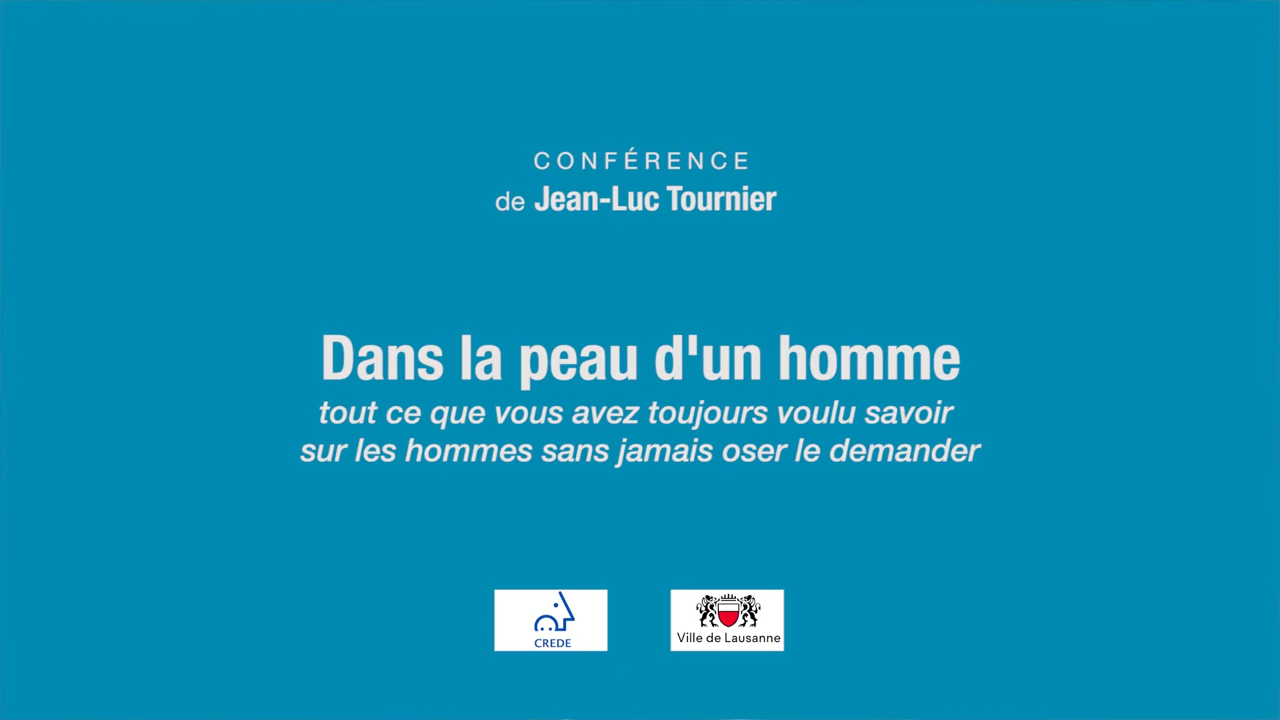 CONFÉRENCE
de Jean-Luc Tournier
Dans la peau d'un homme
tout ce que vous avez toujours voulu savoir
sur les hommes sans jamais oser le demander
CREDE
Ville de Lausanne